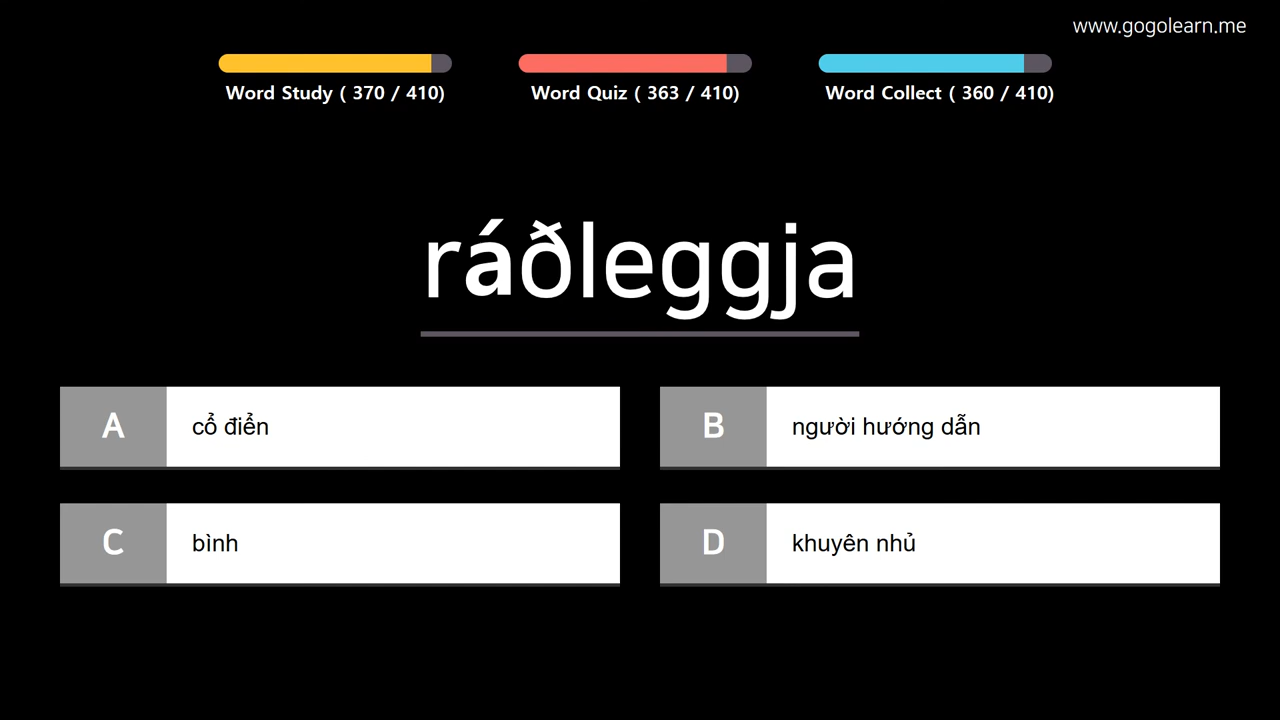 www.gogolearn.me
Word Study ( 370 / 410)
Word Quiz ( 363 / 410)
Word Collect ( 360 / 410)
ráðleggja
A cổ điển
B người hướng dẫn
C bình
D khuyên nhủ